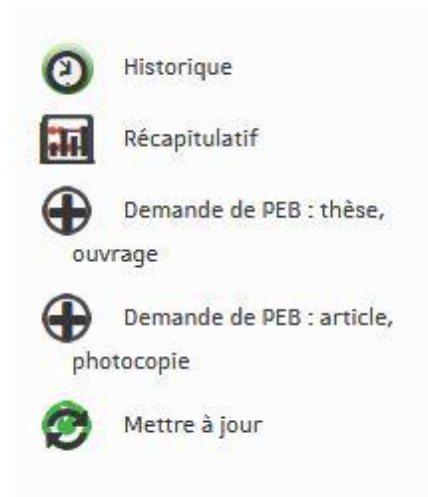 Historique
Récapitulatif
Demande de PEB : thèse,
ouvrage
Demande de PEB : article,
photocopie
Mettre à jour